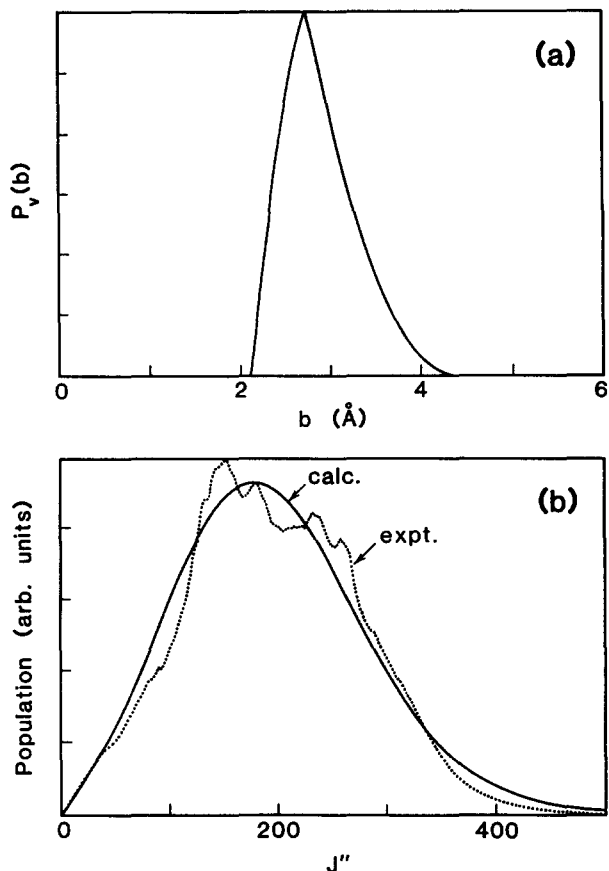 (a)
P_v(b)
0 2 4 6
b (Å)
(b)
calc.
expt.
Population (arb. units)
0 200 400
J''